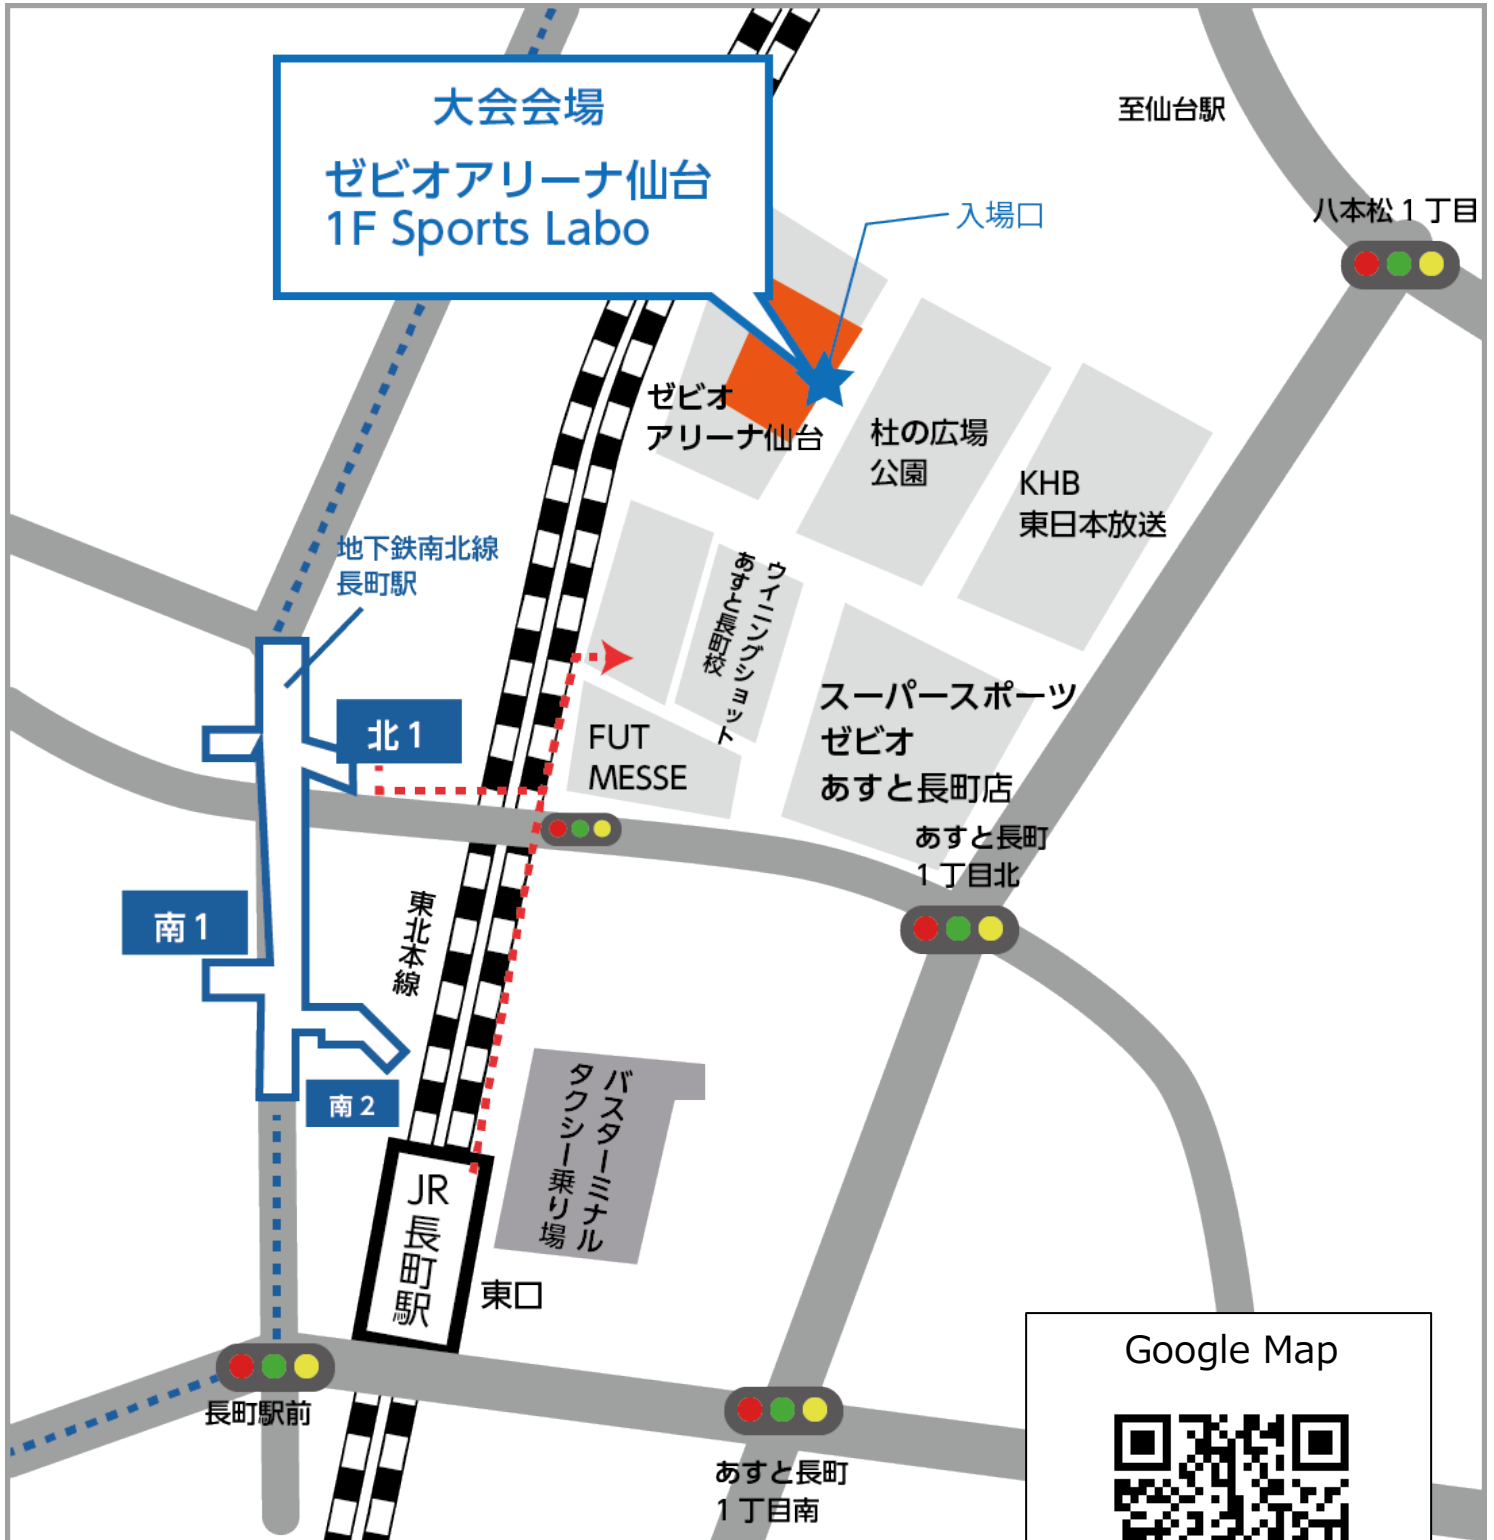 大会会場
ゼビオアリーナ仙台
1F Sports Labo
至仙台駅
八本松１丁目
入場口
ゼビオ
アリーナ仙台
杜の広場
公園
KHB
東日本放送
地下鉄南北線
長町駅
ウイニングショット
あすと長町校
スーパースポーツ
ゼビオ
あすと長町店
北1
FUT
MESSE
あすと長町
1丁目北
南1
東北本線
南2
バスターミナル
タクシー乗り場
JR
長町駅
東口
長町駅前
あすと長町
1丁目南
Google Map